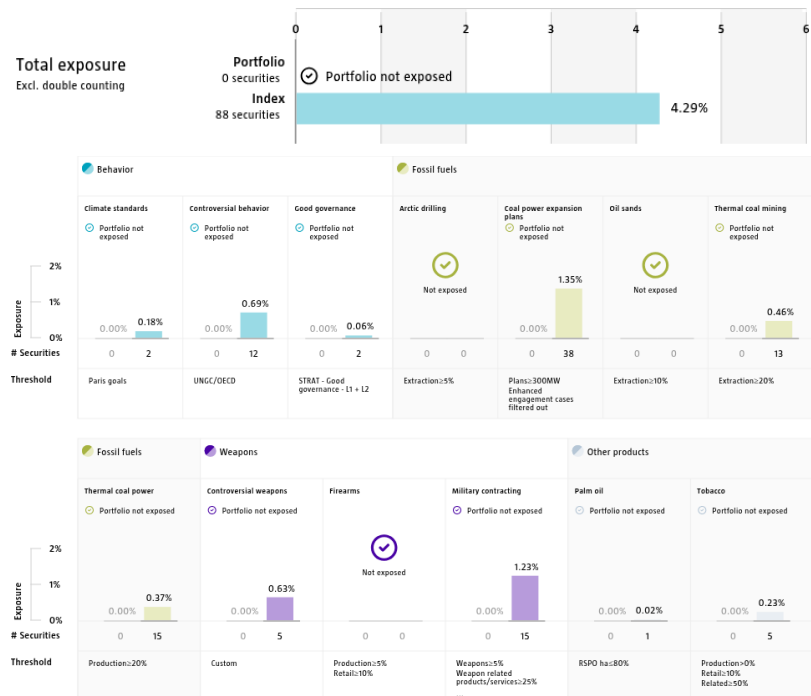 0 1 2 3 4 5 6
Total exposure
Excl. double counting
Portfolio
0 securities
Portfolio not exposed
Index
88 securities
4.29%
Behavior
Fossil fuels
Climate standards
Controversial behavior
Good governance
Arctic drilling
Coal power expansion
plans
Oil sands
Thermal coal mining
Portfolio not
exposed
Portfolio not
exposed
Portfolio not
exposed
Not exposed
Portfolio not
exposed
Not exposed
Portfolio not
exposed
Exposure
2%
1%
0%
0.00% 0.18%
0.00% 0.69%
0.00% 0.06%
0.00% 1.35%
0.00% 0.46%
# Securities
0 2
0 12
0 2
0 0
0 38
0 0
0 13
Threshold
Paris goals
UNGC/OECD
STRAT - Good
governance - L1 + L2
Extraction≥5%
Plans≥300MW
Enhanced
engagement cases
filtered out
Extraction≥10%
Extraction≥20%
Fossil fuels
Weapons
Other products
Thermal coal power
Controversial weapons
Firearms
Military contracting
Palm oil
Tobacco
Portfolio not exposed
Portfolio not exposed
Not exposed
Portfolio not exposed
Portfolio not exposed
Portfolio not exposed
Exposure
2%
1%
0%
0.00% 0.37%
0.00% 0.63%
0.00% 1.23%
0.00% 0.02%
0.00% 0.23%
# Securities
0 15
0 5
0 0
0 15
0 1
0 5
Threshold
Production≥20%
Custom
Production≥5%
Retail≥10%
Weapons≥5%
Weapon related
products/services≥25%
RSPO ha≤80%
Production>0%
Retail≥10%
Related≥50%